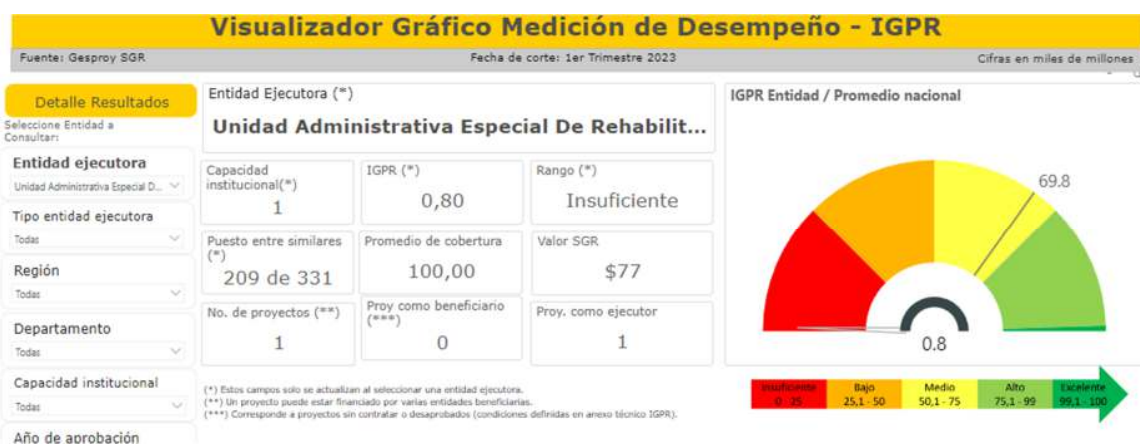 Visualizador Gráfico Medición de Desempeño - IGPR
Fuente: Gesproy SGR
Fecha de corte: 1er Trimestre 2023
Cifras en miles de millones
Detalle Resultados
Seleccione Entidad a
Consultar:
Entidad ejecutora
Unidad Administrativa Especial D...
Tipo entidad ejecutora
Todas
Región
Todas
Departamento
Todas
Capacidad institucional
Todas
Año de aprobación
Entidad Ejecutora (*)
Unidad Administrativa Especial De Rehabilit...
Capacidad
institucional(*)
1
IGPR (*)
0,80
Rango (*)
Insuficiente
Puesto entre similares
(*)
209 de 331
Promedio de cobertura
100,00
Valor SGR
$77
No. de proyectos (**)
1
Proy como beneficiario
(***)
0
Proy. como ejecutor
1
(*) Estos campos solo se actualizan al seleccionar una entidad ejecutora.
(**) Un proyecto puede estar financiado por varias entidades beneficiarias.
(***) Corresponde a proyectos sin contratar o desaprobados (condiciones definidas en anexo técnico IGPR).
IGPR Entidad / Promedio nacional
69.8
0.8
Insuficiente
0 - 25
Bajo
25,1 - 50
Medio
50,1 - 75
Alto
75,1 - 99
Excelente
99,1 - 100